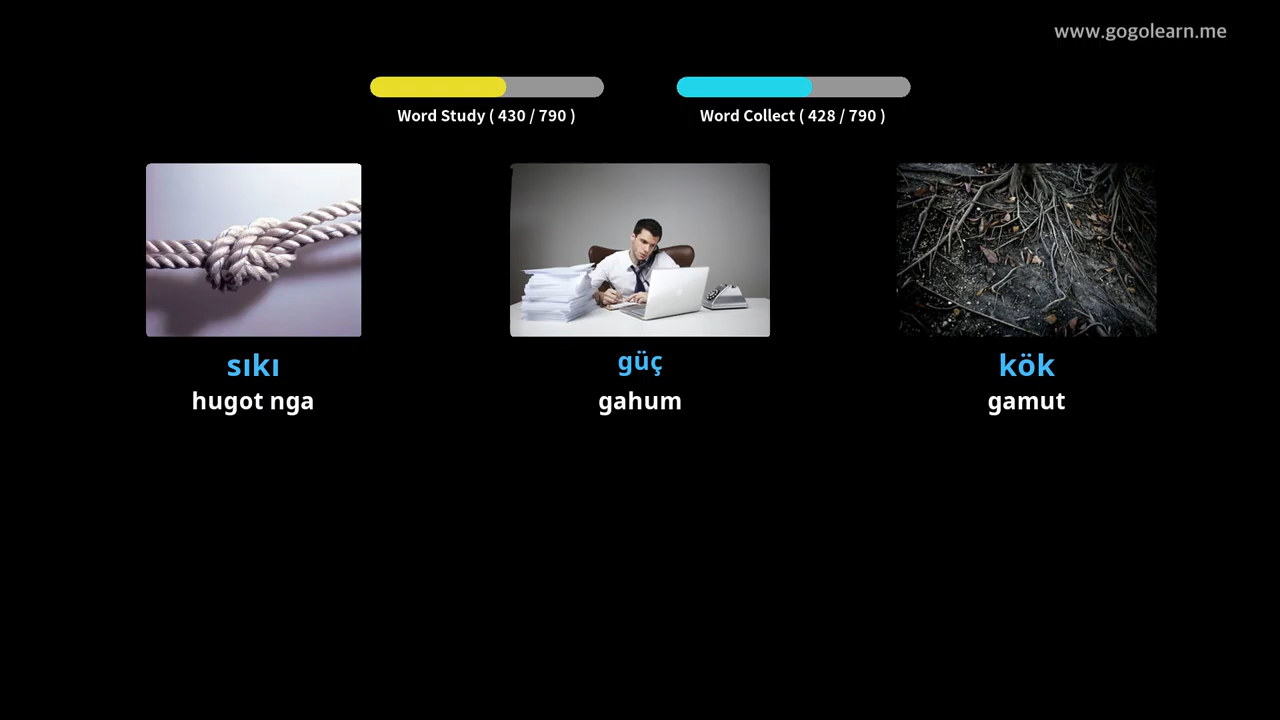 www.gogolearn.me
Word Study ( 430 / 790 )
Word Collect ( 428 / 790 )
sıkı
hugot nga
güç
gahum
kök
gamut